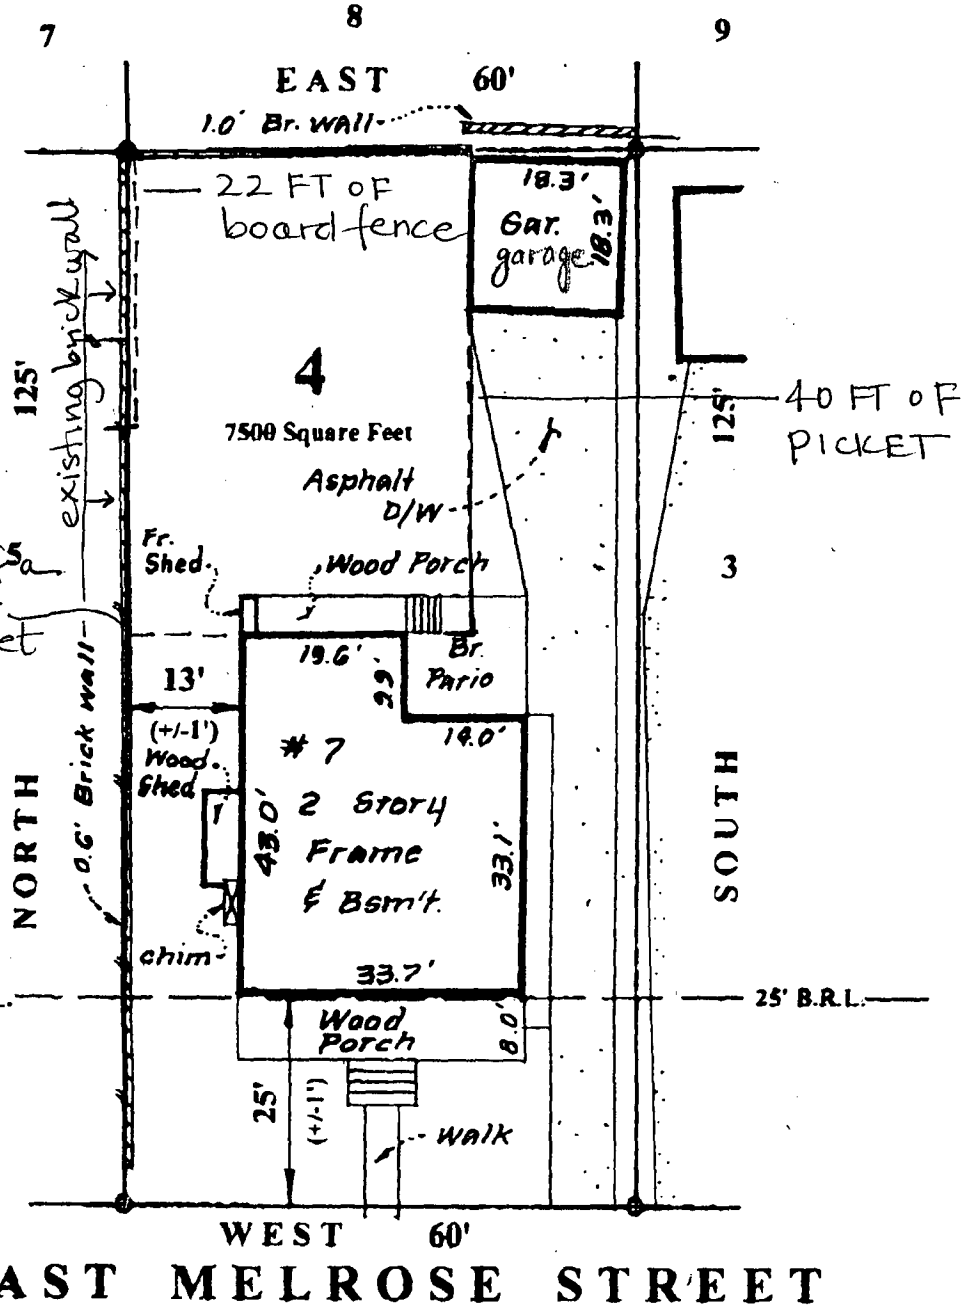 7
8
9
EAST 60'
1.0' Br. WALL
22 FT OF
board fence
18.3'
18.3'
Gar.
garage
existing brick wall
125'
4
7500 Square Feet
Asphalt
D/W
125'
40 FT OF
PICKET
Fr.
Shed
Wood Porch
3
19.6'
9.9'
Br.
Pario
13'
(+/-1')
Wood
Shed
14.0'
# 7
2 Story
Frame
& Bsm't.
43.0'
33.1'
NORTH
0.6' Brick wall
SOUTH
chim
33.7'
25' B.R.L.
Wood
Porch
8.0'
25'
(+/-1')
Walk
WEST 60'
AST MELROSE STREET